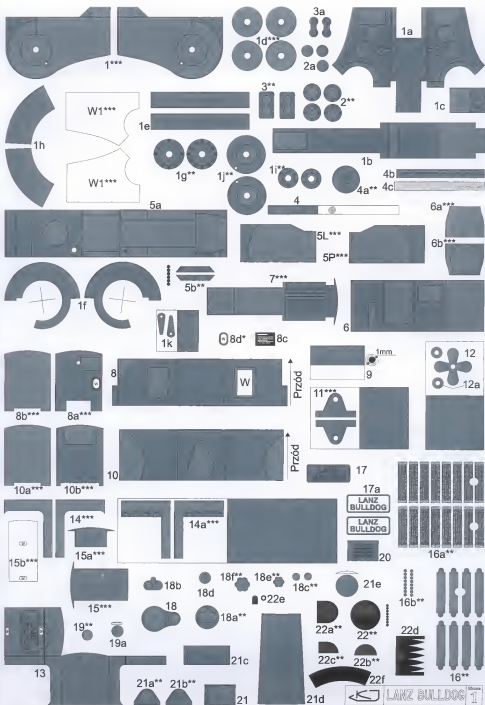 3a
1***
1d***
2a
1a
1h
W1***
1e
3**
2**
1c
W1***
1g**
1j**
1i**
4a**
1b
4b
4c
5a
4
6a***
5L***
6b***
5P***
1f
5b**
7***
6
1k
8d*
8c
8
W
Przód
1mm
9
12
12a
8b***
8a***
11***
10
Przód
10a***
10b***
17
17a
LANZ
BULLDOG
LANZ
BULLDOG
14***
14a***
20
16a**
15b***
15a***
15***
18b
18d
18f**
18e**
18c**
21e
16b**
22e
19**
19a
18
18a**
22a**
22**
22d
13
21c
22c**
22b**
16**
21a**
21b**
21
21d
22f
KJ LANZ BULLDOG 1